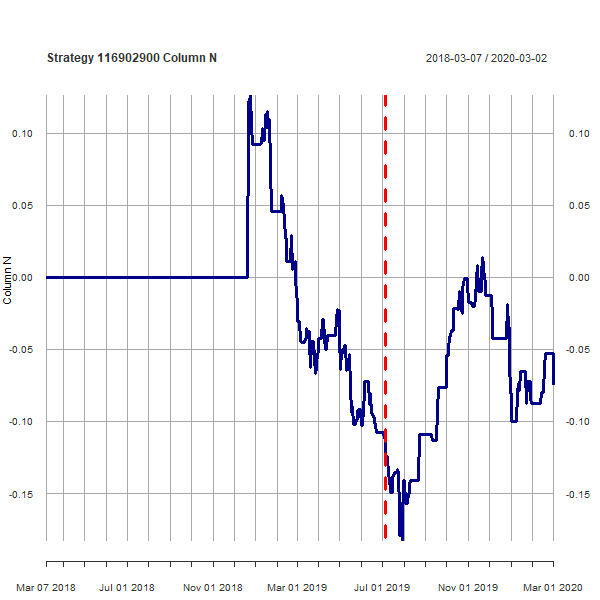 Strategy 116902900 Column N
2018-03-07 / 2020-03-02
0.10
0.10
0.05
0.05
0.00
0.00
Column N
-0.05
-0.05
-0.10
-0.10
-0.15
-0.15
Mar 07 2018
Jul 01 2018
Nov 01 2018
Mar 01 2019
Jul 01 2019
Nov 01 2019
Mar 01 2020